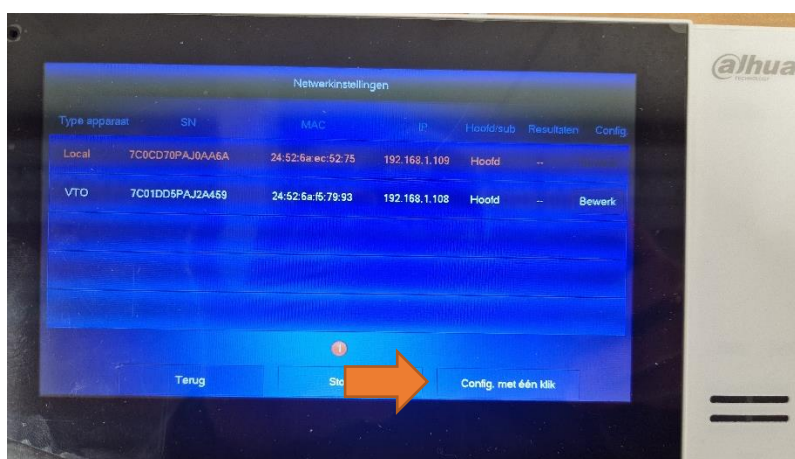 alhua
TECHNOLOGY
Netwerkinstellingen
Type apparaat SN MAC IP Hoofd/sub Resultaten Config
Local 7C0CD70PAJ0AA6A 24:52:6a:ec:52:75 192.168.1.109 Hoofd --
VTO 7C01DD5PAJ2A459 24:52:6a:f5:79:93 192.168.1.108 Hoofd -- Bewerk
Terug Sto Config. met één klik